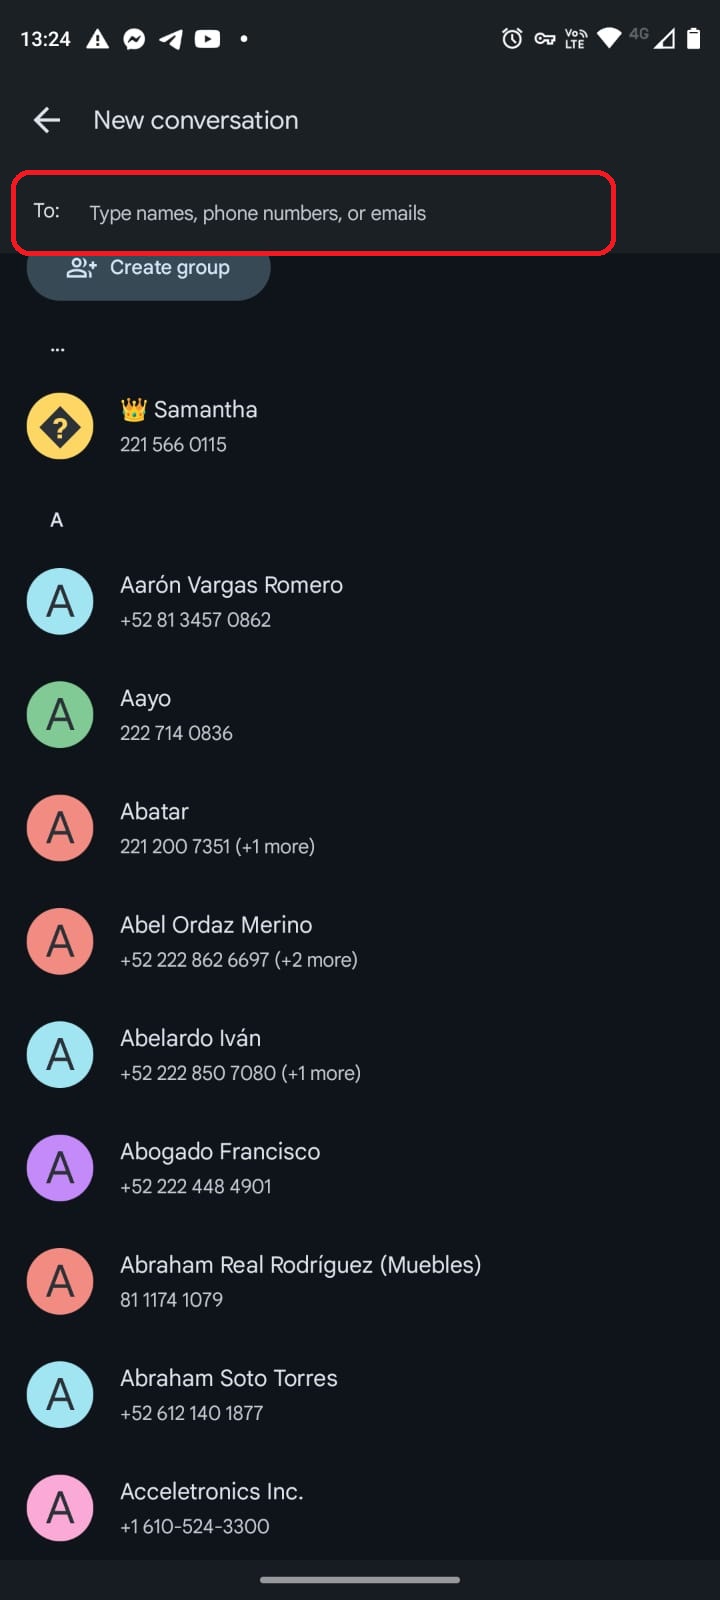 13:24 Vo LTE 4G
New conversation
To: Type names, phone numbers, or emails
Create group
...
? 👑 Samantha
221 566 0115
A
A Aarón Vargas Romero
+52 81 3457 0862
A Aayo
222 714 0836
A Abatar
221 200 7351 (+1 more)
A Abel Ordaz Merino
+52 222 862 6697 (+2 more)
A Abelardo Iván
+52 222 850 7080 (+1 more)
A Abogado Francisco
+52 222 448 4901
A Abraham Real Rodríguez (Muebles)
81 1174 1079
A Abraham Soto Torres
+52 612 140 1877
A Acceletronics Inc.
+1 610-524-3300